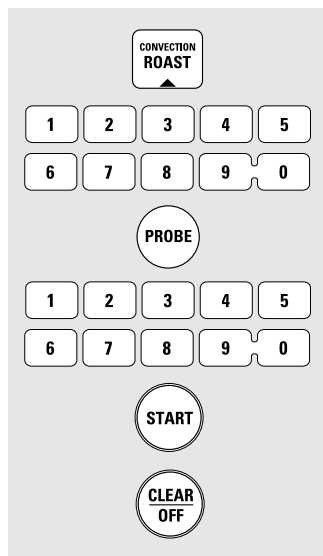 CONVECTION
ROAST
1 2 3 4 5
6 7 8 9 0
PROBE
1 2 3 4 5
6 7 8 9 0
START
CLEAR
OFF